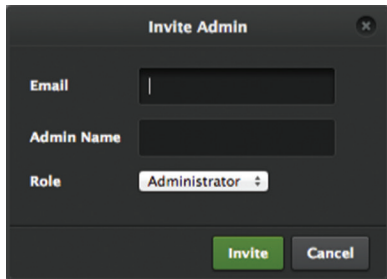 Invite Admin
Email
Admin Name
Role Administrator
Invite Cancel